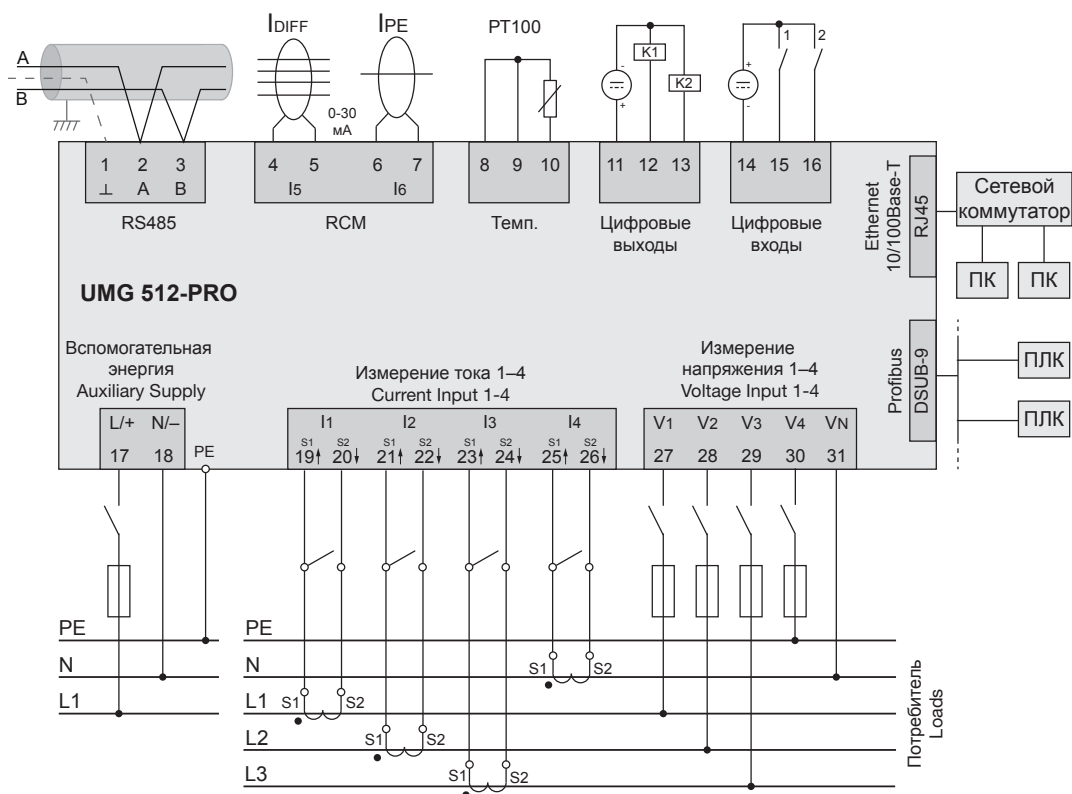 IDIFF IPE PT100
K1
K2
- +
+ -
1 2
A
B
0-30
мА
1 2 3
⊥ A B
RS485
4 5 6 7
I5 I6
RCM
8 9 10
Темп.
11 12 13
Цифровые
выходы
14 15 16
Цифровые
входы
Ethernet
10/100Base-T
RJ45
Сетевой
коммутатор
ПК ПК
UMG 512-PRO
Profibus
DSUB-9
ПЛК
ПЛК
Вспомогательная
энергия
Auxiliary Supply
L/+ N/–
17 18
PE
Измерение тока 1–4
Current Input 1-4
I1 I2 I3 I4
S1 S2 S1 S2 S1 S2 S1 S2
19 20 21 22 23 24 25 26
Измерение
напряжения 1–4
Voltage Input 1-4
V1 V2 V3 V4 VN
27 28 29 30 31
PE
N
L1
PE
N
S1 S2
L1
S1 S2
L2
S1 S2
L3
S1 S2
Потребитель
Loads